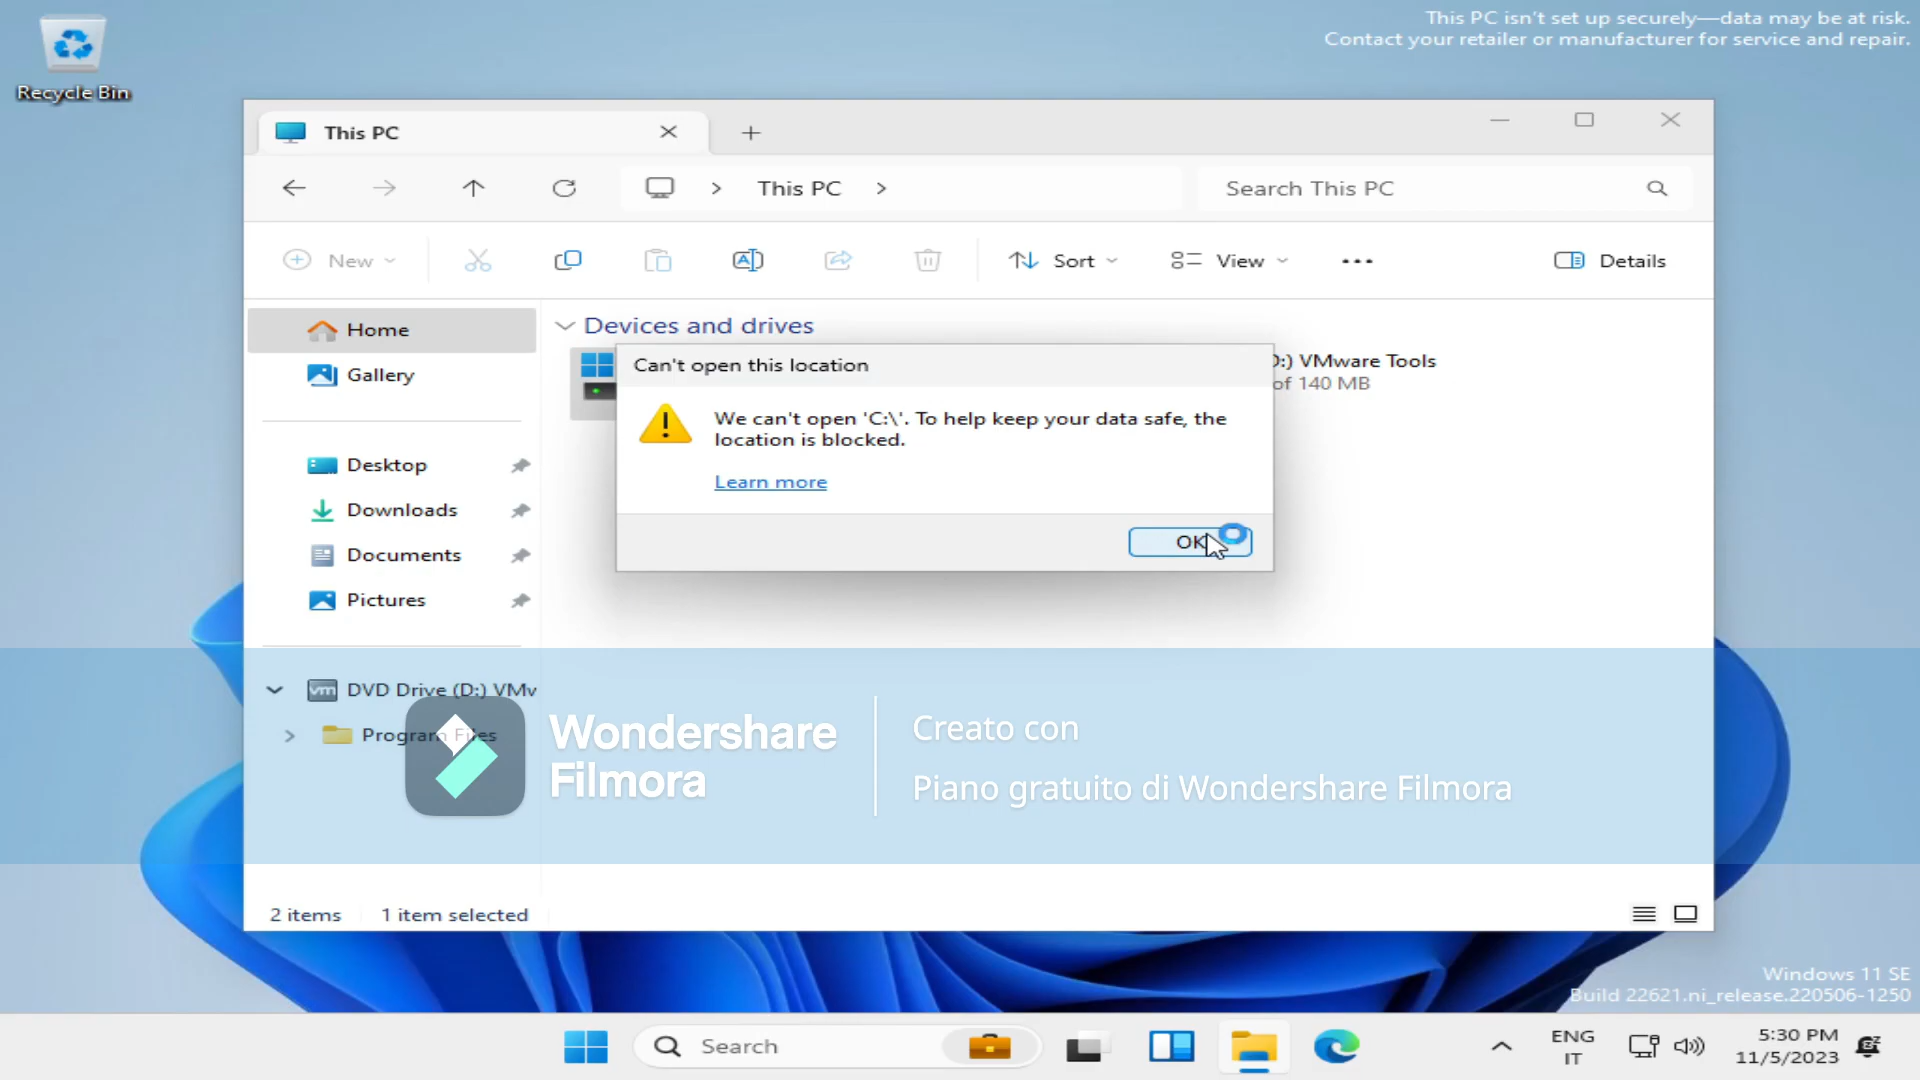 This PC isn't set up securely—data may be at risk.
Contact your retailer or manufacturer for service and repair.
Recycle Bin
This PC
This PC
Search This PC
New
Sort
View
Details
Home
Gallery
Desktop
Downloads
Documents
Pictures
DVD Drive (D:) VMw
Program Files
Devices and drives
D:) VMware Tools
of 140 MB
Can't open this location
We can't open 'C:\'. To help keep your data safe, the
location is blocked.
Learn more
OK
Wondershare
Filmora
Creato con
Piano gratuito di Wondershare Filmora
2 items
1 item selected
Windows 11 SE
Build 22621.ni_release.220506-1250
Search
ENG
IT
5:30 PM
11/5/2023